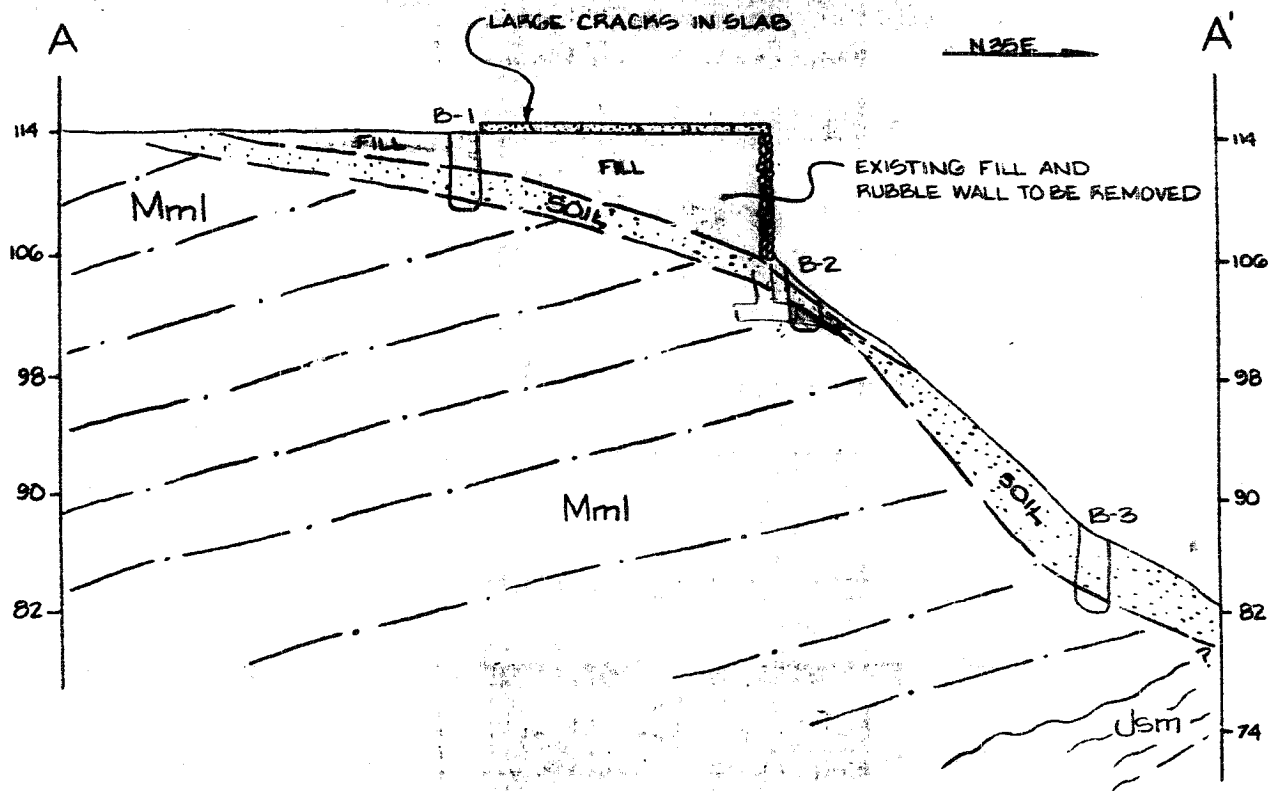 LARGE CRACKS IN SLAB
A
A'
N35E
B-1
114
114
FILL
FILL
EXISTING FILL AND
RUBBLE WALL TO BE REMOVED
Mml
SOIL
106
106
B-2
98
98
90
90
Mml
SOIL
B-3
82
82
?
Jsm
74